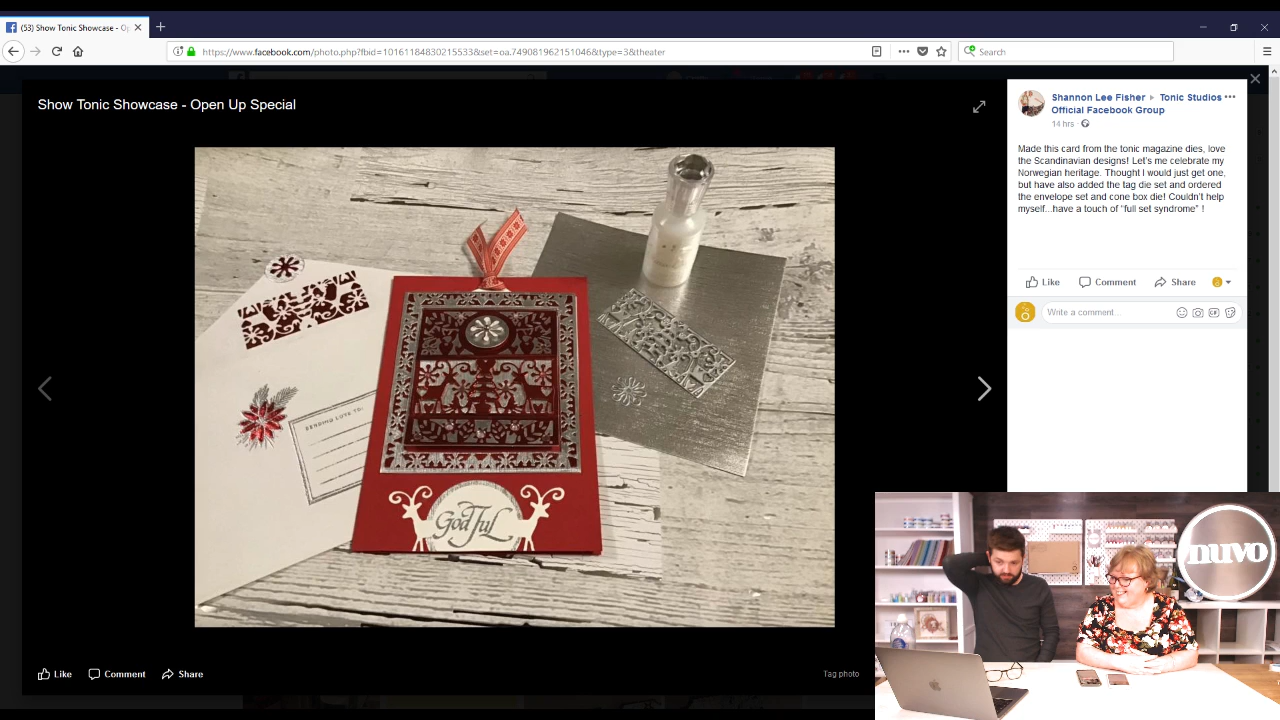 (53) Show Tonic Showcase - Op
https://www.facebook.com/photo.php?fbid=10161184830215533&set=oa.749081962151046&type=3&theater
Search
Show Tonic Showcase - Open Up Special
Shannon Lee Fisher ▸ Tonic Studios
Official Facebook Group
14 hrs ·
Made this card from the tonic magazine dies, love
the Scandinavian designs! Let's me celebrate my
Norwegian heritage. Thought I would just get one,
but have also added the tag die set and ordered
the envelope set and cone box die! Couldn't help
myself...have a touch of "full set syndrome" !
Like Comment Share
Write a comment...
GIF
SENDING LOVE TO:
God Jul
Like Comment Share
Tag photo
nuvo